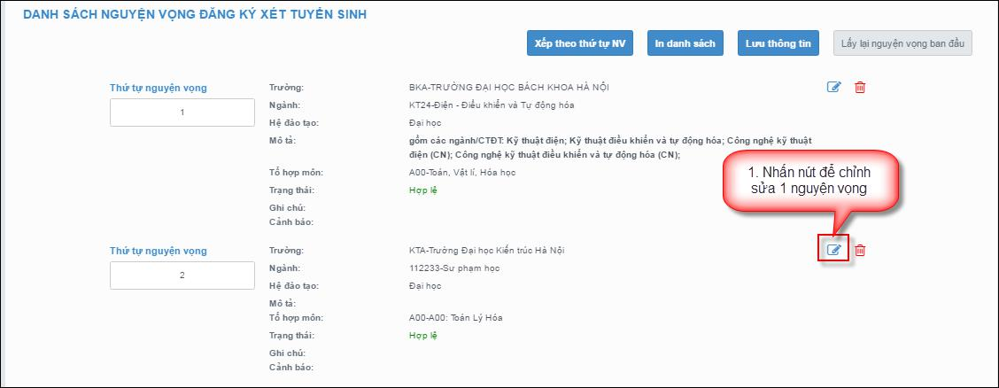 DANH SÁCH NGUYỆN VỌNG ĐĂNG KÝ XÉT TUYỂN SINH
Xếp theo thứ tự NV In danh sách Lưu thông tin Lấy lại nguyện vọng ban đầu
Thứ tự nguyện vọng
1
Trường: BKA-TRƯỜNG ĐẠI HỌC BÁCH KHOA HÀ NỘI
Ngành: KT24-Điện - Điều khiển và Tự động hóa
Hệ đào tạo: Đại học
Mô tả: gồm các ngành/CTĐT: Kỹ thuật điện; Kỹ thuật điều khiển và tự động hóa; Công nghệ kỹ thuật
điện (CN); Công nghệ kỹ thuật điều khiển và tự động hóa (CN);
Tổ hợp môn: A00-Toán, Vật lí, Hóa học
Trạng thái: Hợp lệ
Ghi chú:
Cảnh báo:
1. Nhấn nút để chỉnh
sửa 1 nguyện vọng
Thứ tự nguyện vọng
2
Trường: KTA-Trường Đại học Kiến trúc Hà Nội
Ngành: 112233-Sư phạm học
Hệ đào tạo: Đại học
Mô tả:
Tổ hợp môn: A00-A00: Toán Lý Hóa
Trạng thái: Hợp lệ
Ghi chú:
Cảnh báo: